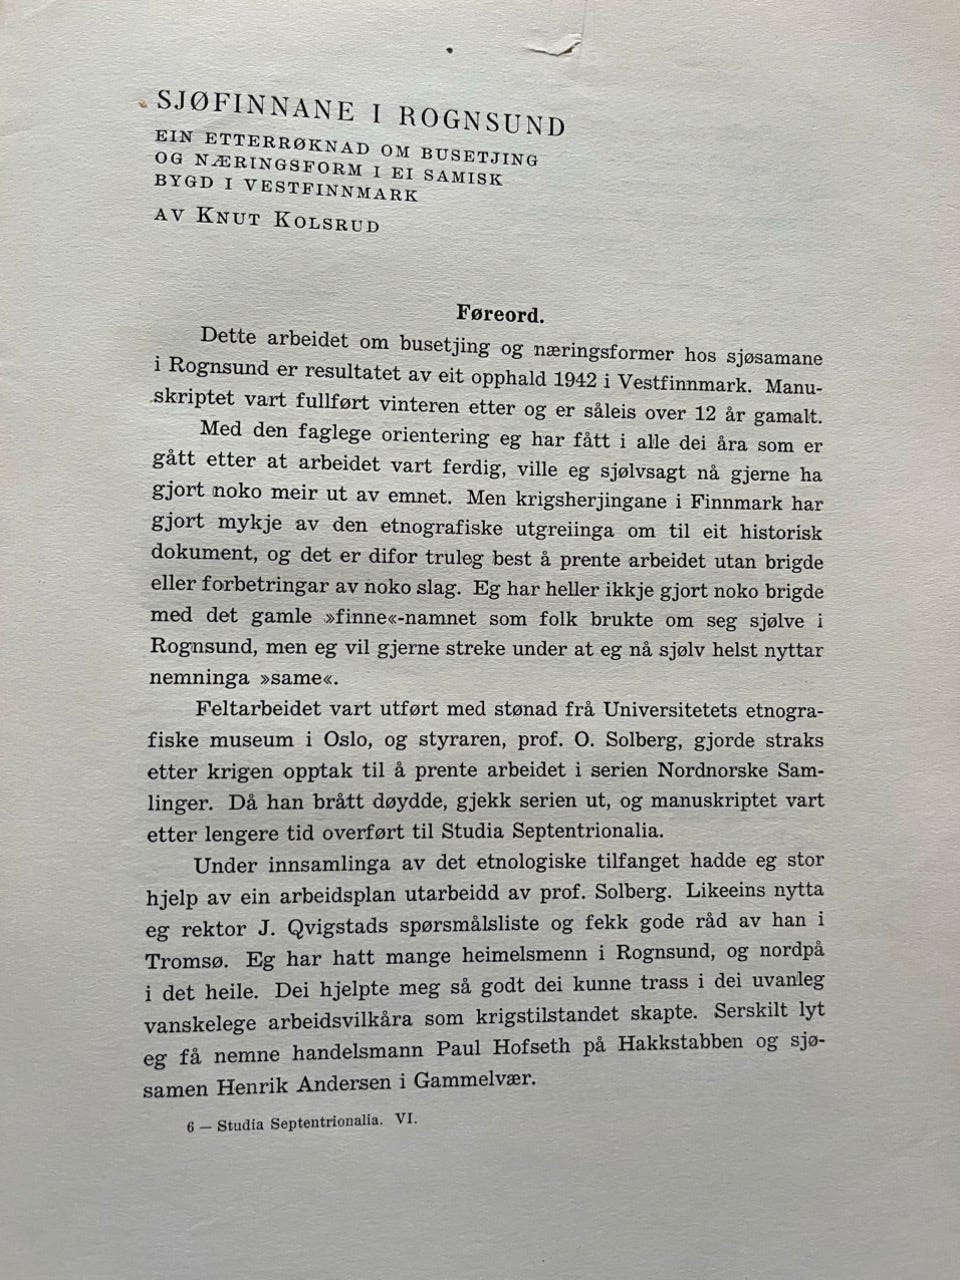 SJØFINNANE I ROGNSUND
EIN ETTERRØKNAD OM BUSETJING
OG NÆRINGSFORM I EI SAMISK
BYGD I VESTFINNMARK
AV KNUT KOLSRUD
Føreord.
Dette arbeidet om busetjing og næringsformer hos sjøsamane
i Rognsund er resultatet av eit opphald 1942 i Vestfinnmark. Manu-
skriptet vart fullført vinteren etter og er såleis over 12 år gamalt.
Med den faglege orientering eg har fått i alle dei åra som er
gått etter at arbeidet vart ferdig, ville eg sjølvsagt nå gjerne ha
gjort noko meir ut av emnet. Men krigsherjingane i Finnmark har
gjort mykje av den etnografiske utgreiinga om til eit historisk
dokument, og det er difor truleg best å prente arbeidet utan brigde
eller forbetringar av noko slag. Eg har heller ikkje gjort noko brigde
med det gamle »finne«-namnet som folk brukte om seg sjølve i
Rognsund, men eg vil gjerne streke under at eg nå sjølv helst nyttar
nemninga »same«.
Feltarbeidet vart utført med stønad frå Universitetets etnogra-
fiske museum i Oslo, og styraren, prof. O. Solberg, gjorde straks
etter krigen opptak til å prente arbeidet i serien Nordnorske Sam-
linger. Då han brått døydde, gjekk serien ut, og manuskriptet vart
etter lengere tid overført til Studia Septentrionalia.
Under innsamlinga av det etnologiske tilfanget hadde eg stor
hjelp av ein arbeidsplan utarbeidd av prof. Solberg. Likeeins nytta
eg rektor J. Qvigstads spørsmålsliste og fekk gode råd av han i
Tromsø. Eg har hatt mange heimelsmenn i Rognsund, og nordpå
i det heile. Dei hjelpte meg så godt dei kunne trass i dei uvanleg
vanskelege arbeidsvilkåra som krigstilstandet skapte. Serskilt lyt
eg få nemne handelsmann Paul Hofseth på Hakkstabben og sjø-
samen Henrik Andersen i Gammelvær.
6 — Studia Septentrionalia. VI.